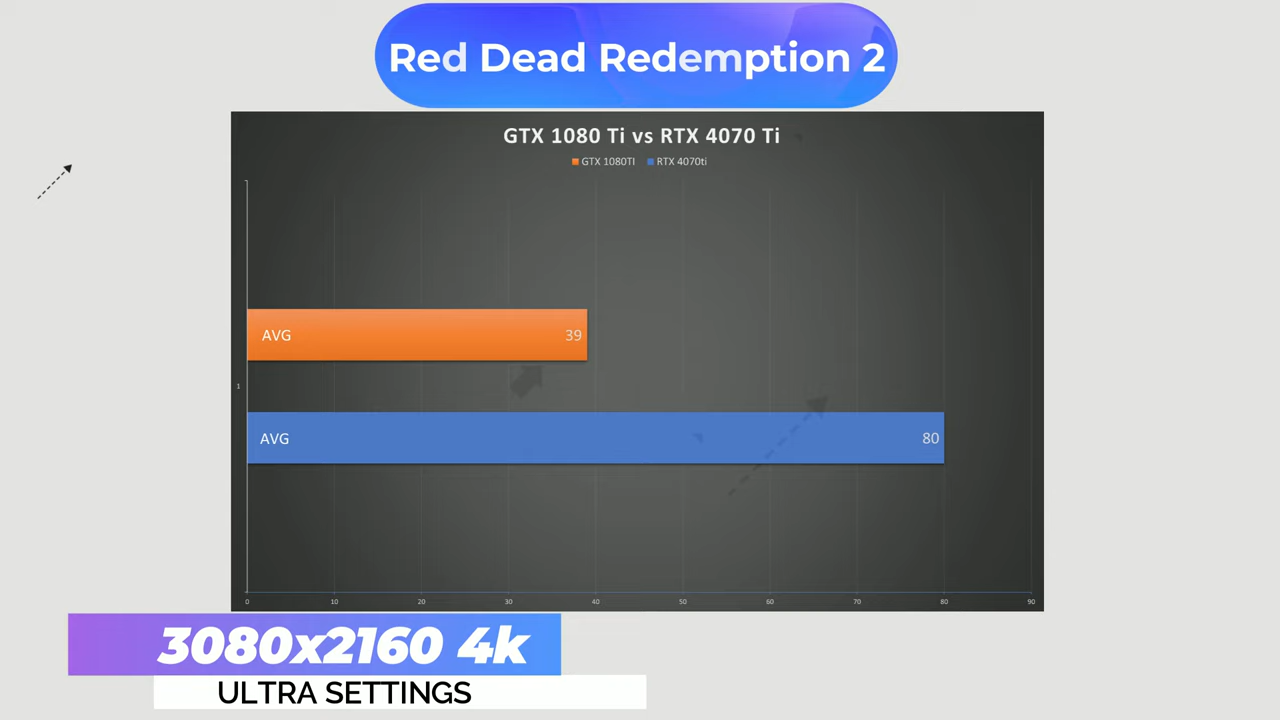 Red Dead Redemption 2
GTX 1080 Ti vs RTX 4070 Ti
GTX 1080TI RTX 4070ti
AVG 39
1
AVG 80
0 10 20 30 40 50 60 70 80 90
3080x2160 4k
ULTRA SETTINGS